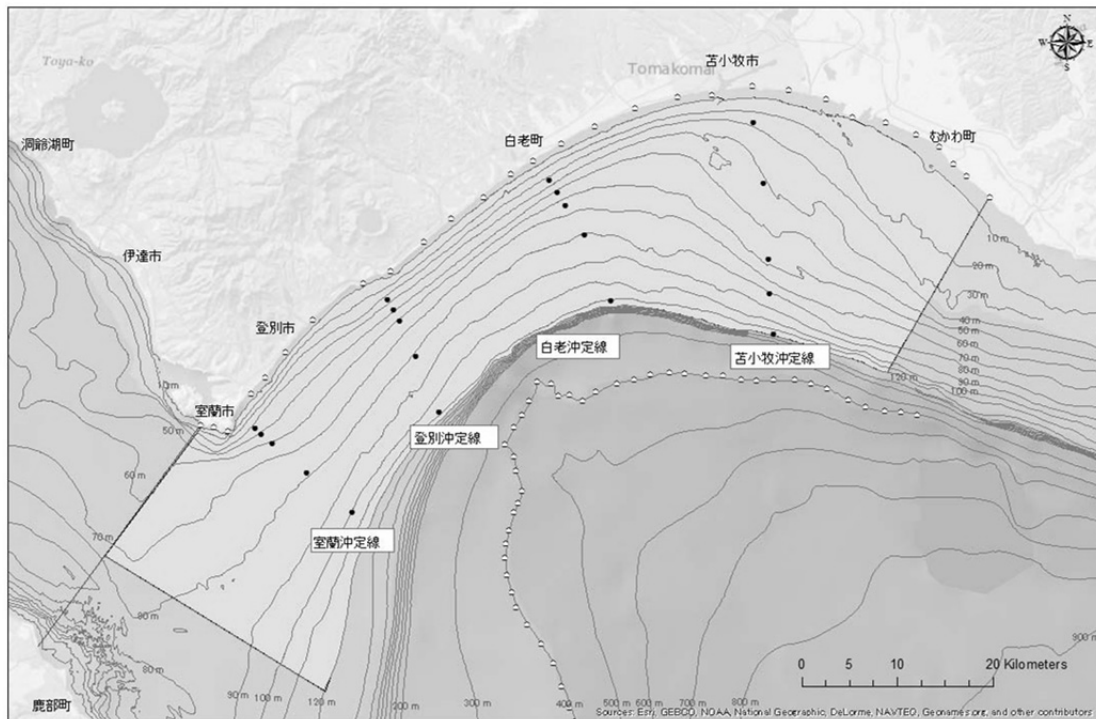 N
W
E
S
Toya-ko
Tomakomai
苫小牧市
洞爺湖町
白老町
むかわ町
伊達市
登別市
室蘭市
鹿部町
白老沖定線
苫小牧沖定線
登別沖定線
室蘭沖定線
10 m
20 m
30 m
40 m
50 m
60 m
70 m
80 m
90 m
100 m
120 m
10 m
50 m
60 m
70 m
80 m
80 m
90 m
100 m
120 m
200 m
300 m
400 m
500 m
600 m
700 m
800 m
900 m
0 5 10 20 Kilometers
Sources: Esri, GEBCO, NOAA, National Geographic, DeLorme, NAVTEQ, Geonames.org, and other contributors